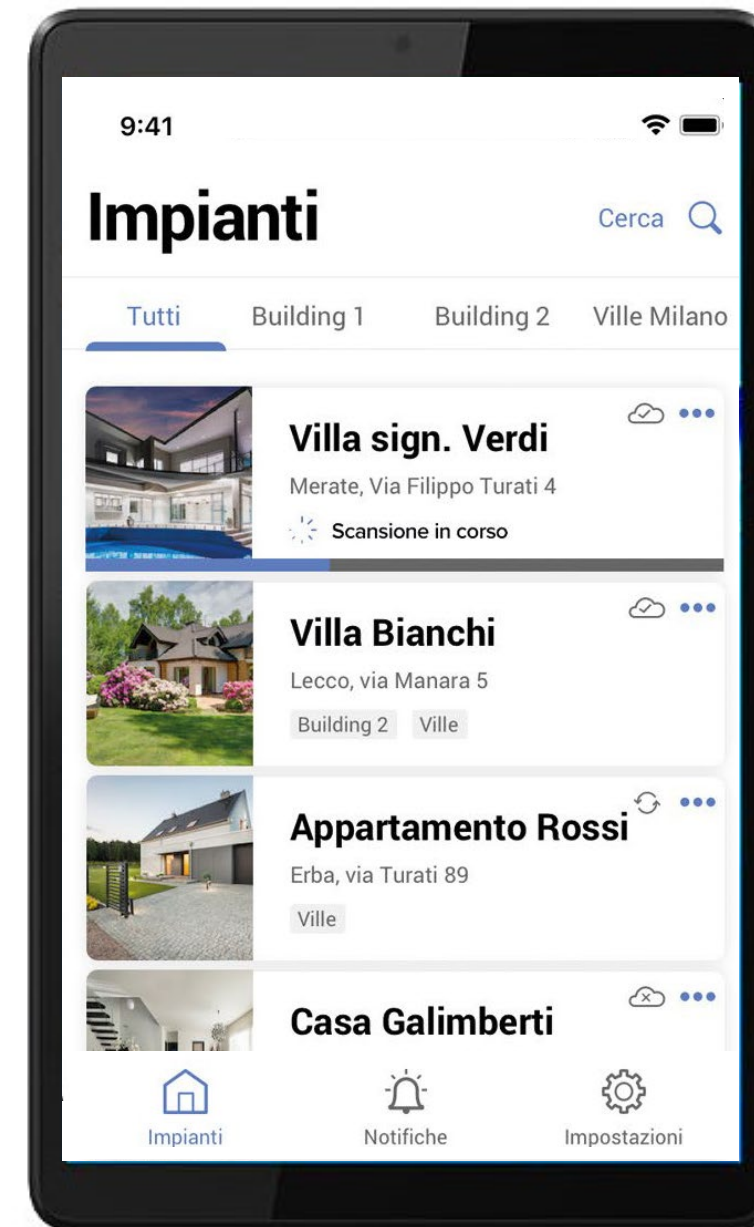 9:41
Impianti
Cerca
Tutti Building 1 Building 2 Ville Milano
Villa sign. Verdi
Merate, Via Filippo Turati 4
Scansione in corso
Villa Bianchi
Lecco, via Manara 5
Building 2 Ville
Appartamento Rossi
Erba, via Turati 89
Ville
Casa Galimberti
Impianti Notifiche Impostazioni